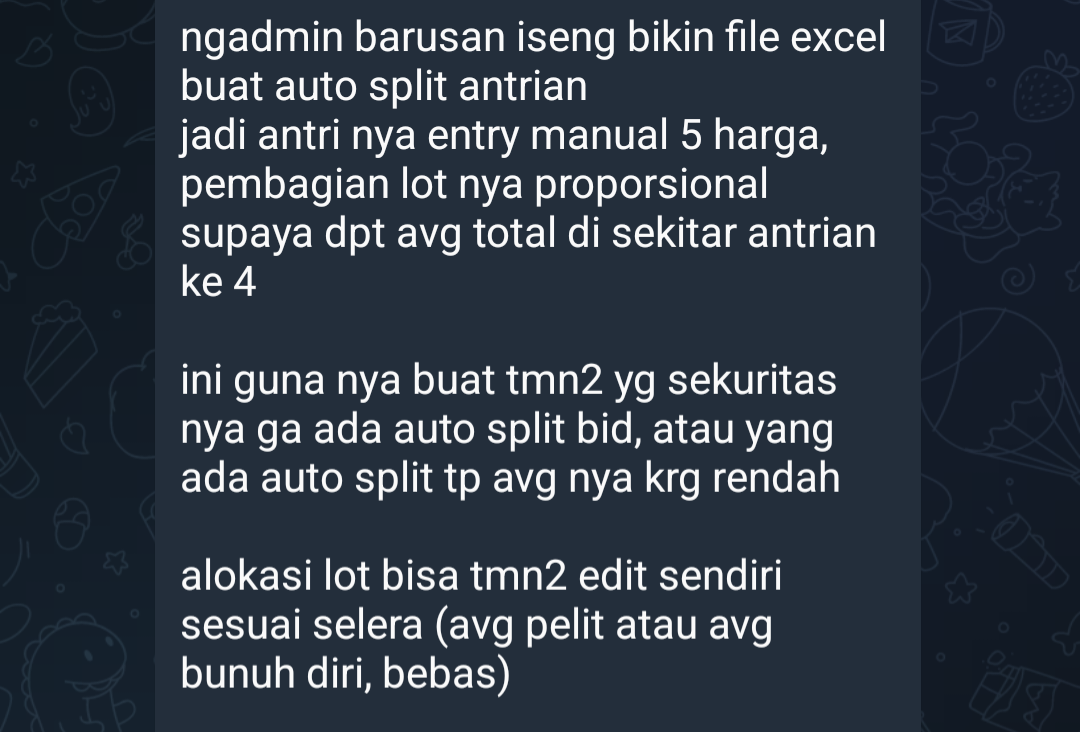 ngadmin barusan iseng bikin file excel
buat auto split antrian
jadi antri nya entry manual 5 harga,
pembagian lot nya proporsional
supaya dpt avg total di sekitar antrian
ke 4
ini guna nya buat tmn2 yg sekuritas
nya ga ada auto split bid, atau yang
ada auto split tp avg nya krg rendah
alokasi lot bisa tmn2 edit sendiri
sesuai selera (avg pelit atau avg
bunuh diri, bebas)